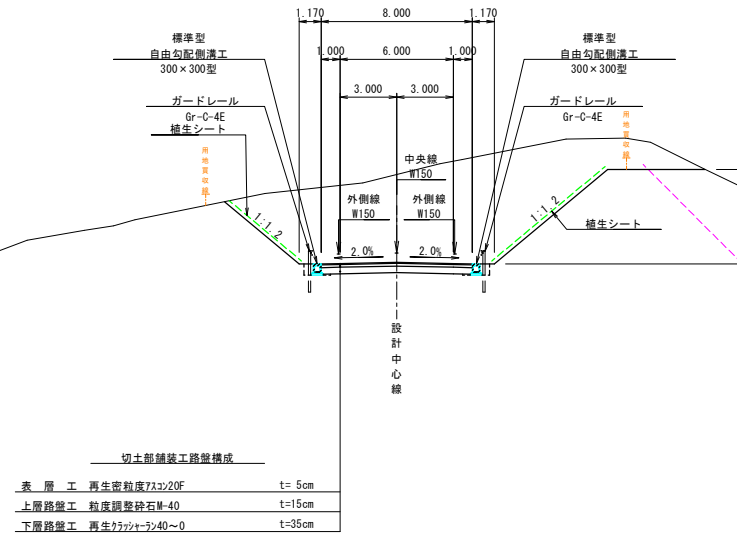 1.170
8.000
1.170
標準型
自由勾配側溝工
300×300型
1.000
6.000
1.000
標準型
自由勾配側溝工
300×300型
3.000
3.000
ガードレール
Gr-C-4E
植生シート
ガードレール
Gr-C-4E
用地買収線
用地買収線
中央線
W150
外側線
W150
外側線
W150
1:1.2
1:1.2
植生シート
2.0%
2.0%
設計中心線
切土部舗装工路盤構成
表層工 再生密粒度アスコン20F t= 5cm
上層路盤工 粒度調整砕石M-40 t=15cm
下層路盤工 再生クラッシャーラン40~0 t=35cm